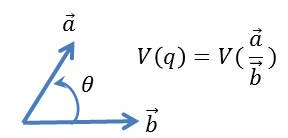 a⃗
V(q) = V(a⃗/b⃗)
θ
b⃗